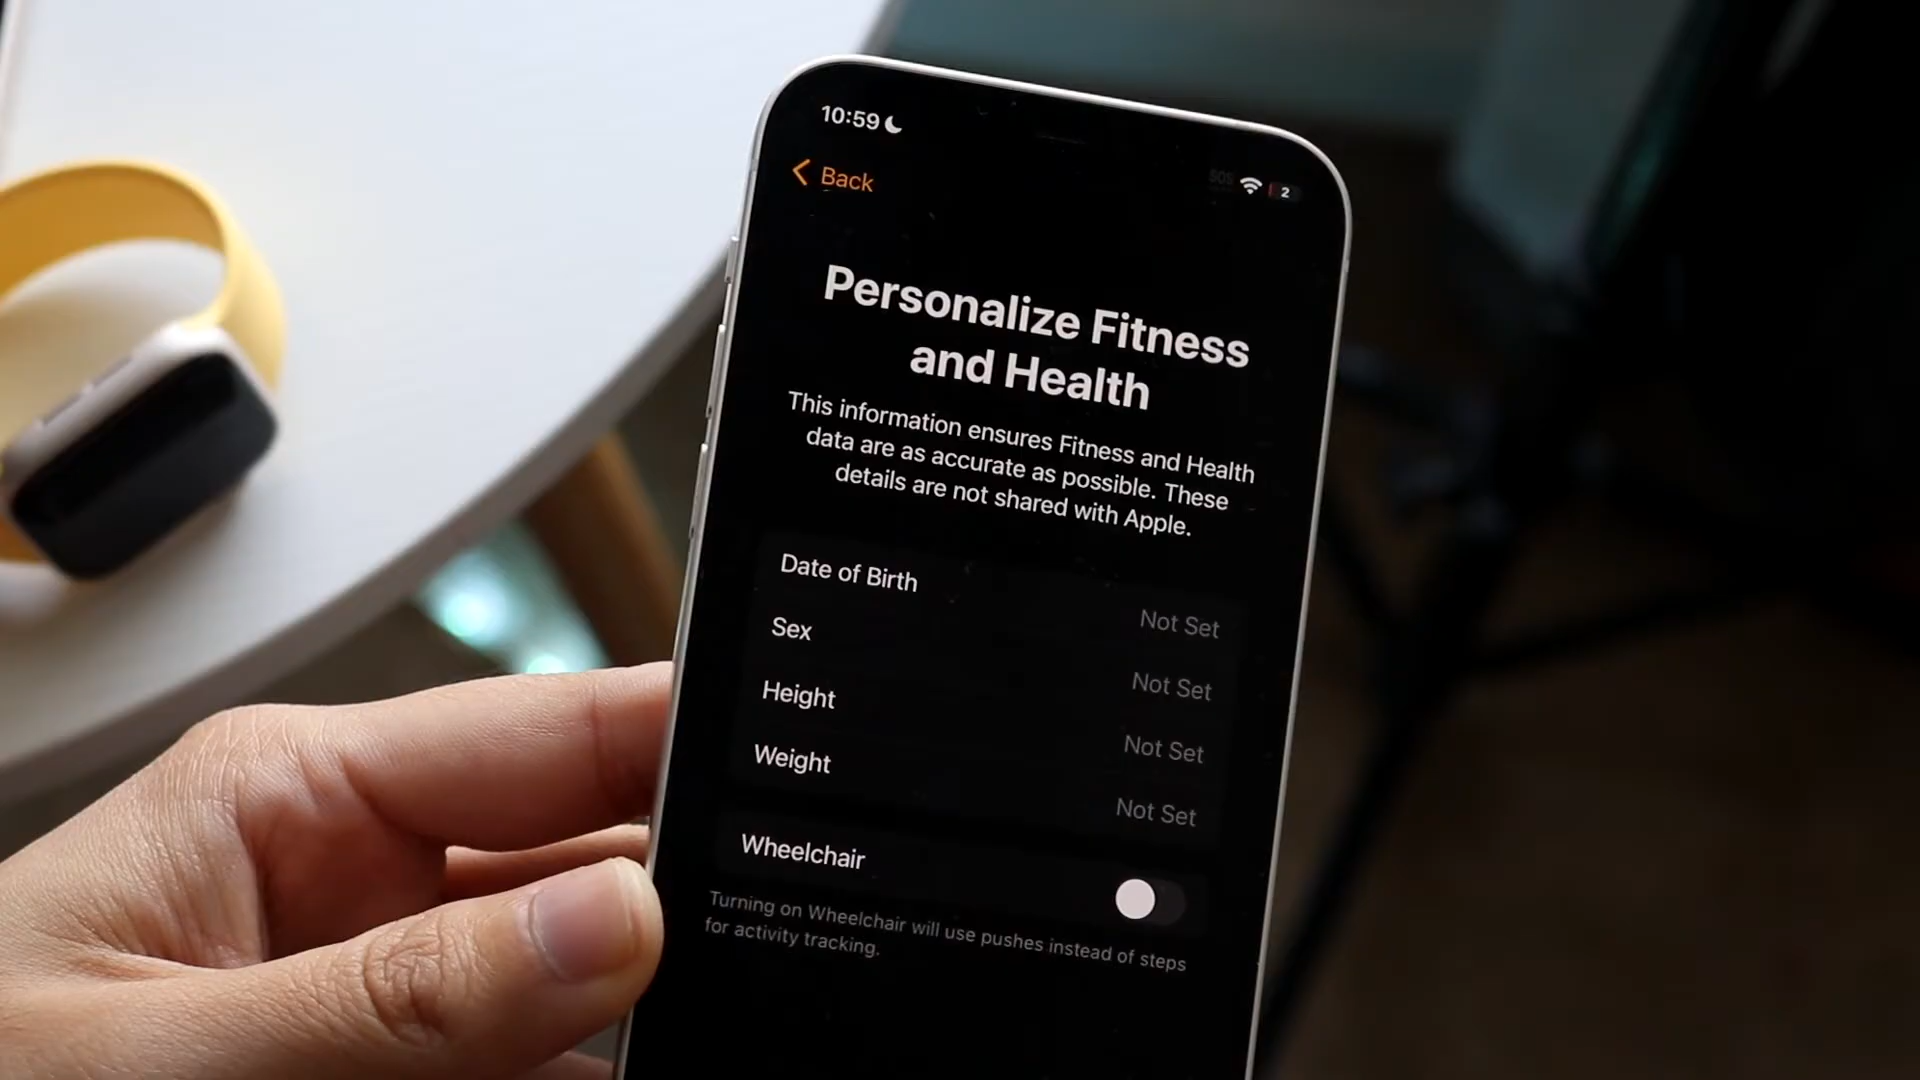 10:59
SOS 2
Back
Personalize Fitness
and Health
This information ensures Fitness and Health
data are as accurate as possible. These
details are not shared with Apple.
Date of Birth Not Set
Sex Not Set
Height Not Set
Weight Not Set
Wheelchair
Turning on Wheelchair will use pushes instead of steps
for activity tracking.